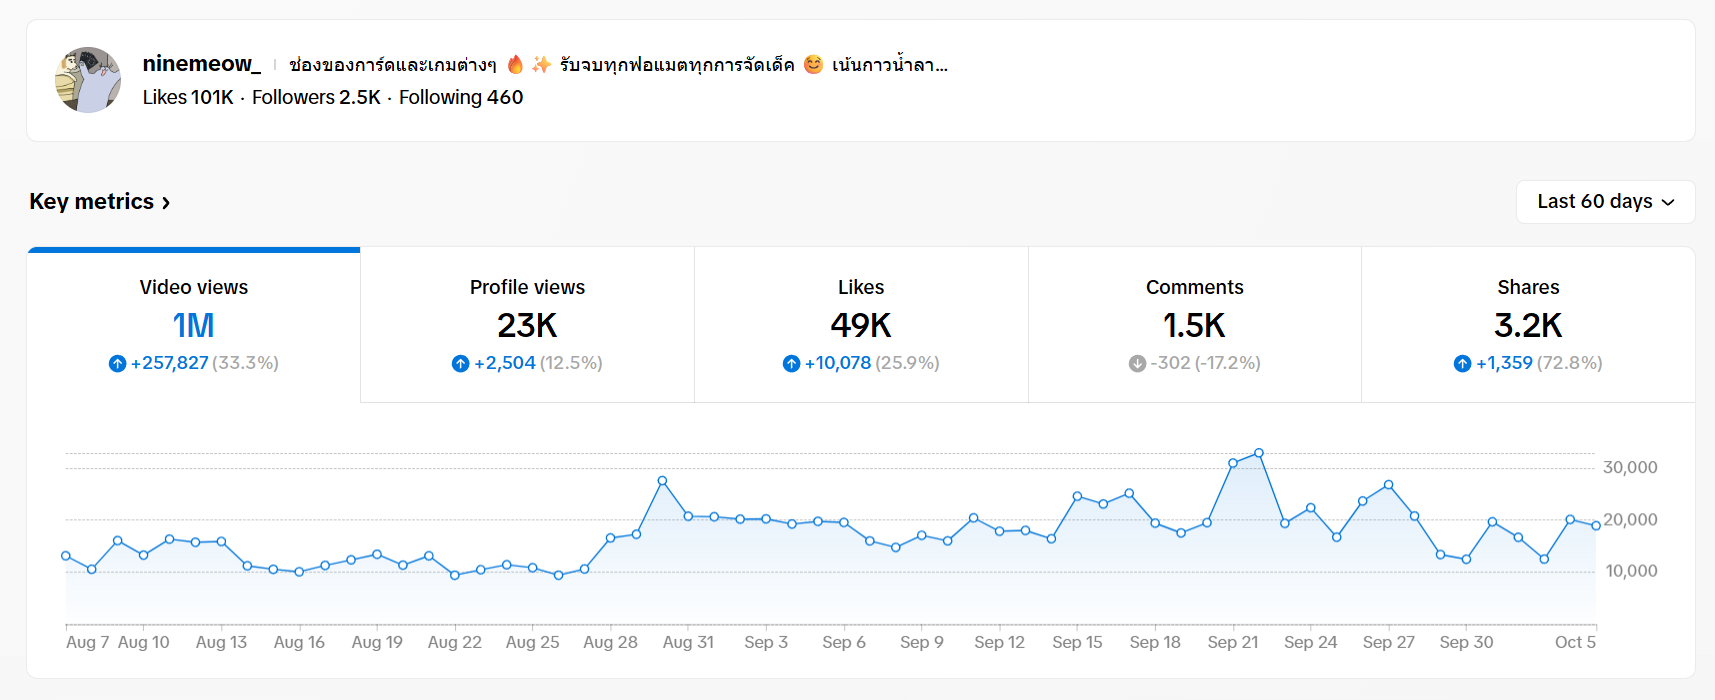 ninemeow_ | ช่องของการ์ดและเกมต่างๆ 🔥 ✨ รับจบทุกฟอแมตทุกการจัดเด็ค 😊 เน้นกาวน้ำลา...
Likes 101K · Followers 2.5K · Following 460
Key metrics >
Last 60 days
Video views
1M
+257,827 (33.3%)
Profile views
23K
+2,504 (12.5%)
Likes
49K
+10,078 (25.9%)
Comments
1.5K
-302 (-17.2%)
Shares
3.2K
+1,359 (72.8%)
30,000
20,000
10,000
Aug 7 Aug 10 Aug 13 Aug 16 Aug 19 Aug 22 Aug 25 Aug 28 Aug 31 Sep 3 Sep 6 Sep 9 Sep 12 Sep 15 Sep 18 Sep 21 Sep 24 Sep 27 Sep 30 Oct 5